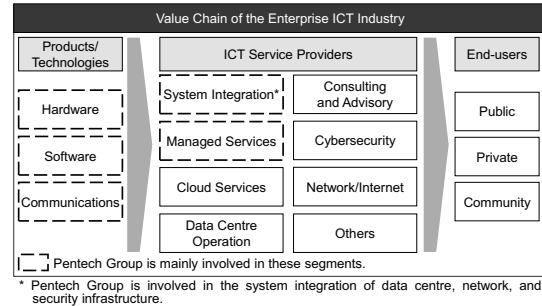 Value Chain of the Enterprise ICT Industry
Products/
Technologies
Hardware
Software
Communications
ICT Service Providers
System Integration*
Consulting
and Advisory
Managed Services
Cybersecurity
Cloud Services
Network/Internet
Data Centre
Operation
Others
End-users
Public
Private
Community
Pentech Group is mainly involved in these segments.
* Pentech Group is involved in the system integration of data centre, network, and
security infrastructure.